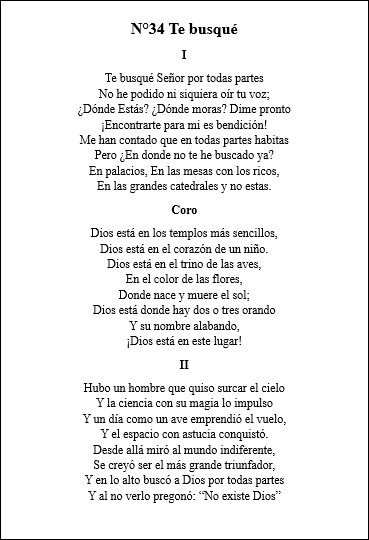 N°34 Te busqué
I
Te busqué Señor por todas partes
No he podido ni siquiera oír tu voz;
¿Dónde Estás? ¿Dónde moras? Dime pronto
¡Encontrarte para mi es bendición!
Me han contado que en todas partes habitas
Pero ¿En donde no te he buscado ya?
En palacios, En las mesas con los ricos,
En las grandes catedrales y no estas.
Coro
Dios está en los templos más sencillos,
Dios está en el corazón de un niño.
Dios está en el trino de las aves,
En el color de las flores,
Donde nace y muere el sol;
Dios está donde hay dos o tres orando
Y su nombre alabando,
¡Dios está en este lugar!
II
Hubo un hombre que quiso surcar el cielo
Y la ciencia con su magia lo impulso
Y un día como un ave emprendió el vuelo,
Y el espacio con astucia conquistó.
Desde allá miró al mundo indiferente,
Se creyó ser el más grande triunfador,
Y en lo alto buscó a Dios por todas partes
Y al no verlo pregonó: “No existe Dios”